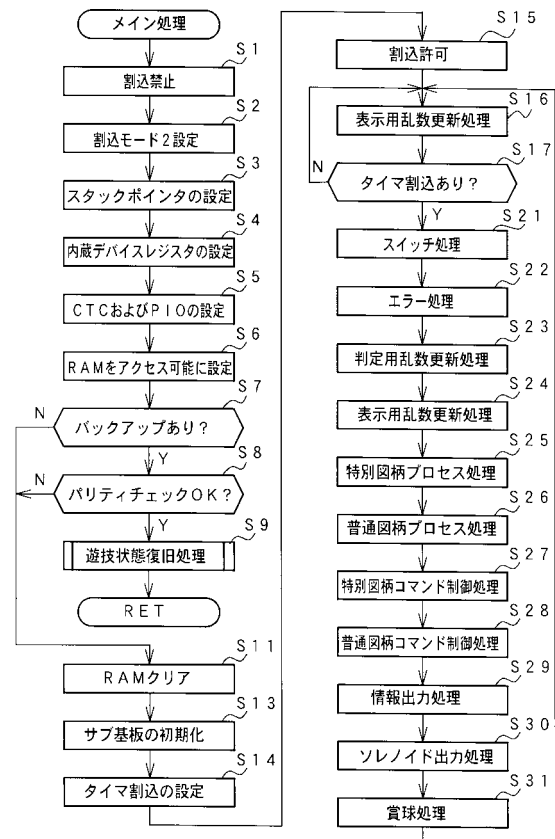 メイン処理
S1
割込禁止
S2
割込モード2設定
S3
スタックポインタの設定
S4
内蔵デバイスレジスタの設定
S5
CTCおよびPIOの設定
S6
RAMをアクセス可能に設定
S7
N
バックアップあり?
Y
S8
N
パリティチェックOK?
Y
S9
遊技状態復旧処理
RET
S11
RAMクリア
S13
サブ基板の初期化
S14
タイマ割込の設定
S15
割込許可
S16
表示用乱数更新処理
S17
N
タイマ割込あり?
Y
S21
スイッチ処理
S22
エラー処理
S23
判定用乱数更新処理
S24
表示用乱数更新処理
S25
特別図柄プロセス処理
S26
普通図柄プロセス処理
S27
特別図柄コマンド制御処理
S28
普通図柄コマンド制御処理
S29
情報出力処理
S30
ソレノイド出力処理
S31
賞球処理